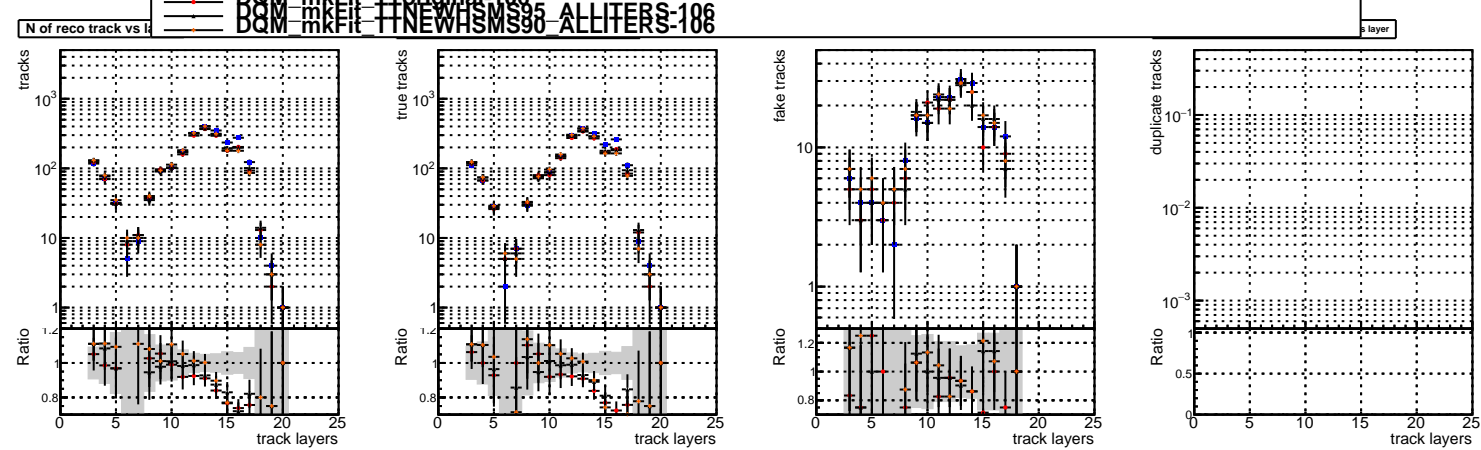 DQM_mkFit_TTNEWHSMS95_ALLITERS-106
DQM_mkFit_TTNEWHSMS90_ALLITERS-106
N of reco track vs la
s layer
tracks
10³
10²
10
1
true tracks
10³
10²
10
1
fake tracks
10
1
duplicate tracks
10⁻¹
10⁻²
10⁻³
Ratio
1.2
1
0.8
Ratio
1.2
1
0.8
Ratio
1.2
1
0.8
Ratio
1
0.5
0
0 5 10 15 20 25
track layers
0 5 10 15 20 25
track layers
0 5 10 15 20 25
track layers
0 5 10 15 20 25
track layers